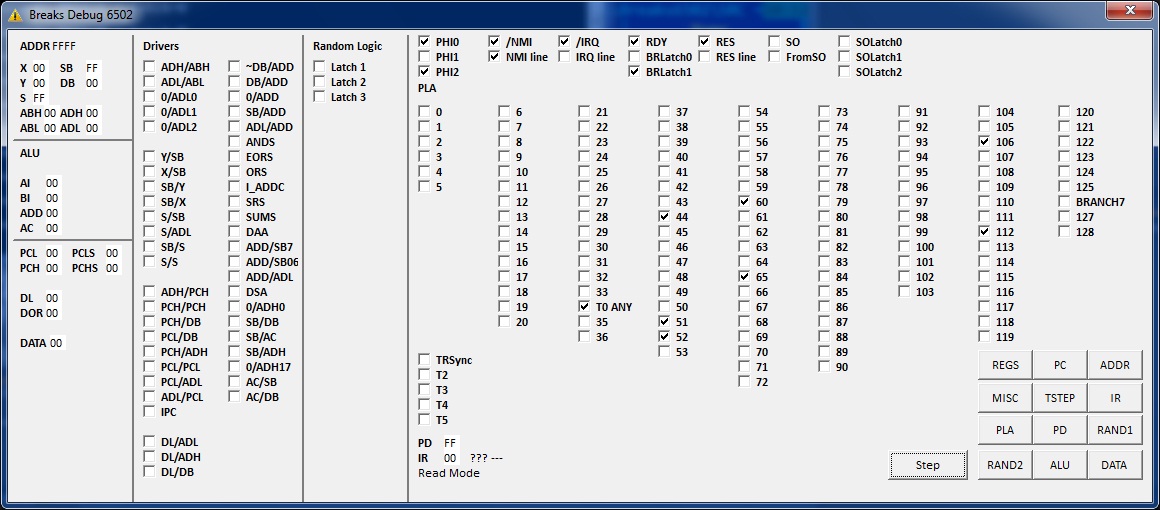 Breaks Debug 6502
ADDR FFFF
X 00 SB FF
Y 00 DB 00
S FF
ABH 00 ADH 00
ABL 00 ADL 00
ALU
AI 00
BI 00
ADD 00
AC 00
PCL 00 PCLS 00
PCH 00 PCHS 00
DL 00
DOR 00
DATA 00
Drivers
ADH/ABH
ADL/ABL
0/ADL0
0/ADL1
0/ADL2
Y/SB
X/SB
SB/Y
SB/X
S/SB
S/ADL
SB/S
S/S
ADH/PCH
PCH/PCH
PCH/DB
PCL/DB
PCH/ADH
PCL/PCL
PCL/ADL
ADL/PCL
IPC
DL/ADL
DL/ADH
DL/DB
~DB/ADD
DB/ADD
0/ADD
SB/ADD
ADL/ADD
ANDS
EORS
ORS
I_ADDC
SRS
SUMS
DAA
ADD/SB7
ADD/SB06
ADD/ADL
DSA
0/ADH0
SB/DB
SB/AC
SB/ADH
0/ADH17
AC/SB
AC/DB
Random Logic
Latch 1
Latch 2
Latch 3
PHI0 /NMI /IRQ RDY RES SO SOLatch0
PHI1 NMI line IRQ line BRLatch0 RES line FromSO SOLatch1
PHI2 BRLatch1 SOLatch2
PLA
0 6 21 37 54 73 91 104 120
1 7 22 38 55 74 92 105 121
2 8 23 39 56 75 93 106 122
3 9 24 40 57 76 94 107 123
4 10 25 41 58 77 95 108 124
5 11 26 42 59 78 96 109 125
12 27 43 60 79 97 110 BRANCH7
13 28 44 61 80 98 111 127
14 29 45 62 81 99 112 128
15 30 46 63 82 100 113
16 31 47 64 83 101 114
17 32 48 65 84 102 115
18 33 49 66 85 103 116
19 T0 ANY 50 67 86 117
20 35 51 68 87 118
36 52 69 88 119
53 70 89
71 90
72
TRSync
T2
T3
T4
T5
PD FF
IR 00 ??? ---
Read Mode
Step
REGS PC ADDR
MISC TSTEP IR
PLA PD RAND1
RAND2 ALU DATA